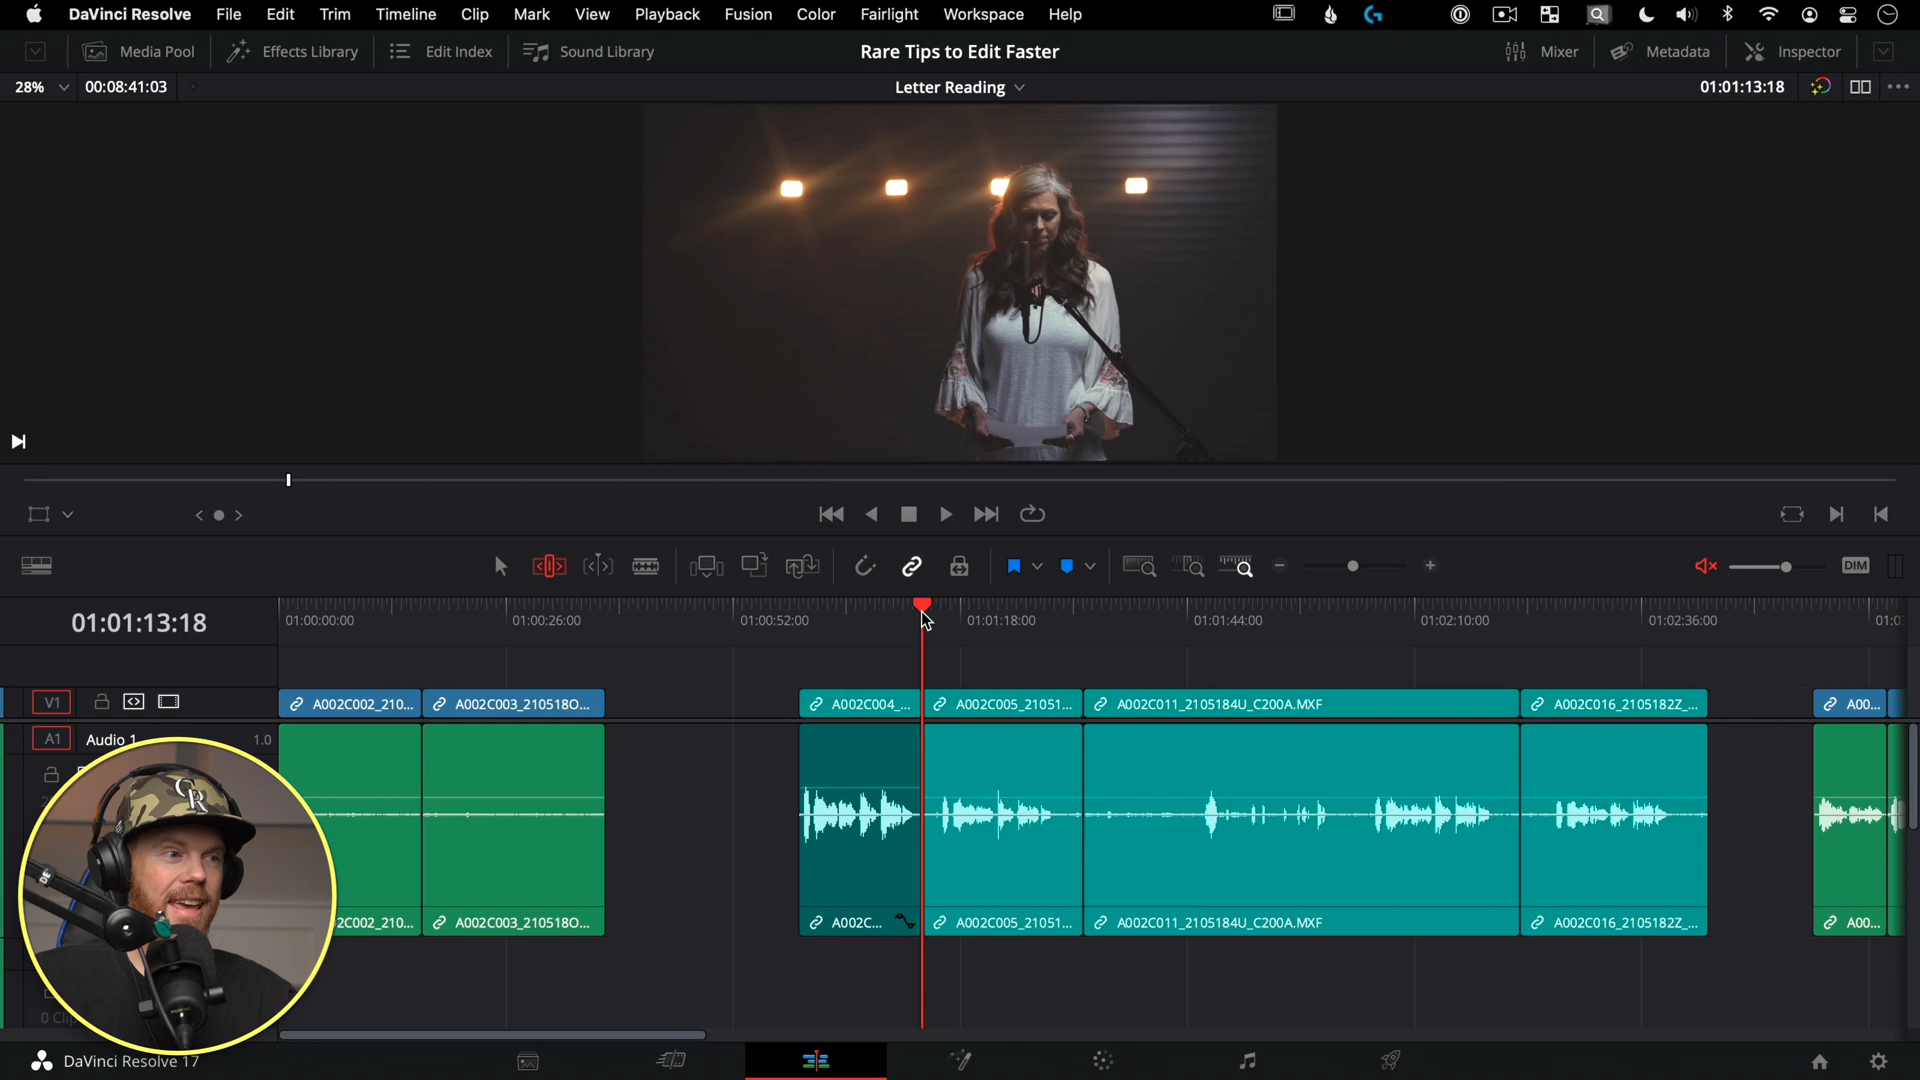 DaVinci Resolve File Edit Trim Timeline Clip Mark View Playback Fusion Color Fairlight Workspace Help
Media Pool Effects Library Edit Index Sound Library Rare Tips to Edit Faster Mixer Metadata Inspector
28% 00:08:41:03 Letter Reading 01:01:13:18
DIM
01:01:13:18 01:00:00:00 01:00:26:00 01:00:52:00 01:01:18:00 01:01:44:00 01:02:10:00 01:02:36:00
V1 A002C002_210... A002C003_210518O... A002C004_... A002C005_21051... A002C011_2105184U_C200A.MXF A002C016_2105182Z_... A00...
A1 Audio 1 1.0
CR
2C002_210... A002C003_210518O... A002C... A002C005_21051... A002C011_2105184U_C200A.MXF A002C016_2105182Z_... A00...
DaVinci Resolve 17